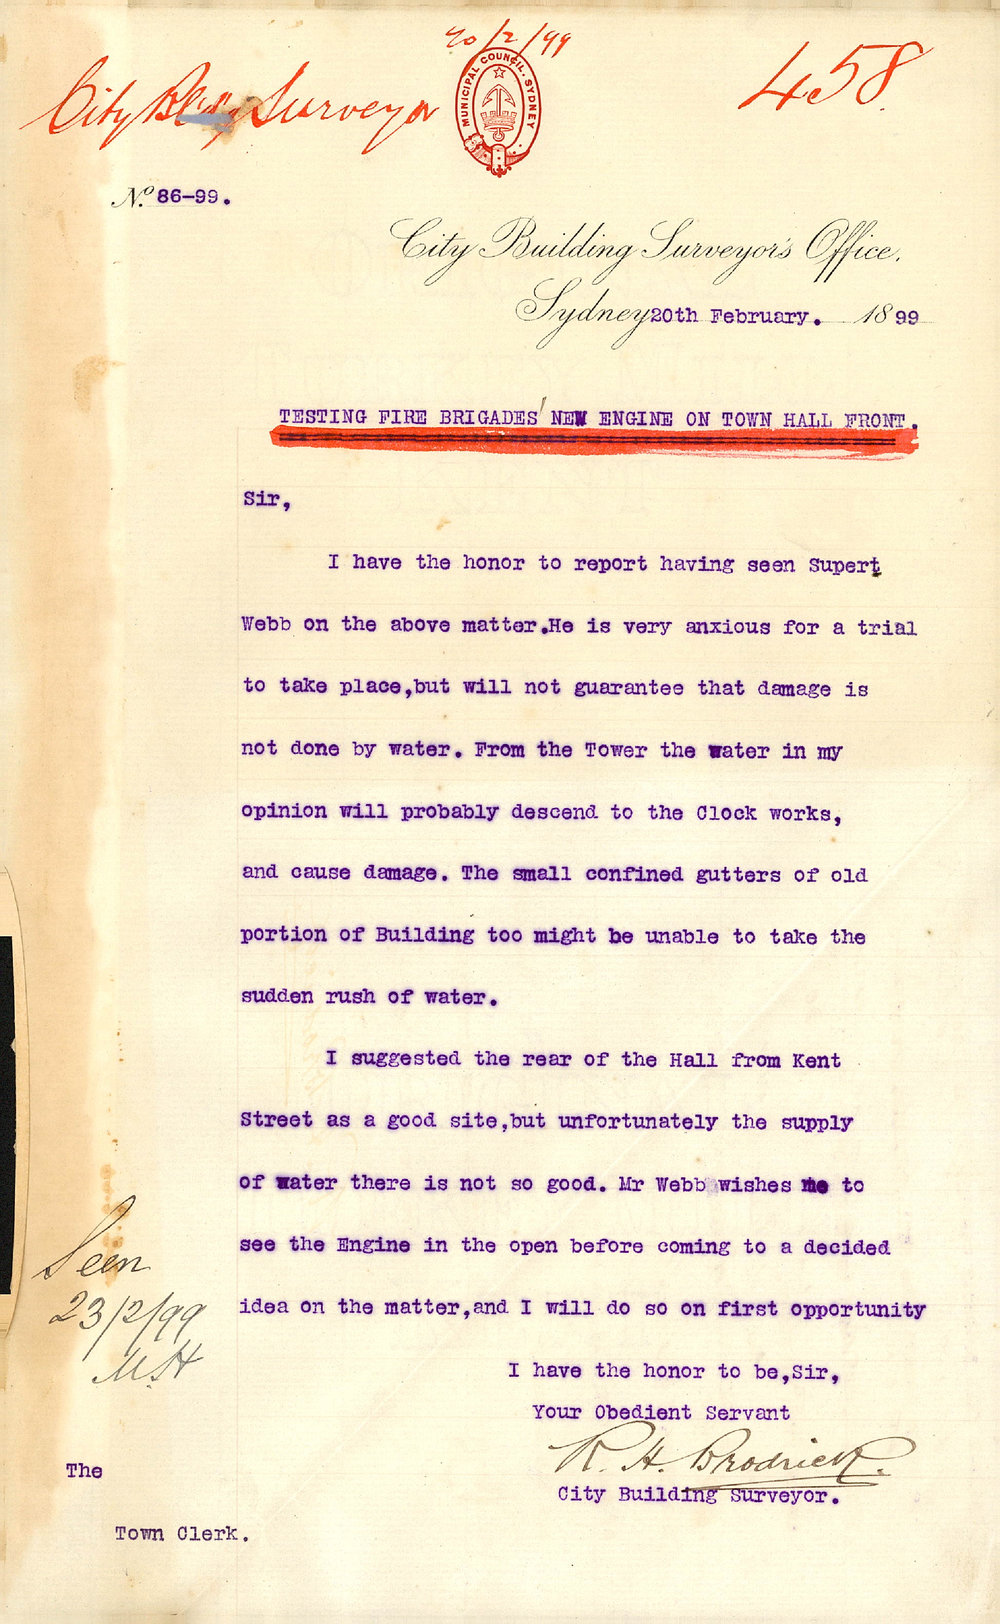 20/2/99
City Bldg Surveyor
MUNICIPAL COUNCIL. SYDNEY
458
No. 86-99.
City Building Surveyor's Office.
Sydney 20th February. 1899
TESTING FIRE BRIGADES' NEW ENGINE ON TOWN HALL FRONT.
Sir,
I have the honor to report having seen Supert
Webb on the above matter.He is very anxious for a trial
to take place,but will not guarantee that damage is
not done by water. From the Tower the water in my
opinion will probably descend to the Clock works,
and cause damage. The small confined gutters of old
portion of Building too might be unable to take the
sudden rush of water.
I suggested the rear of the Hall from Kent
Street as a good site,but unfortunately the supply
of water there is not so good. Mr Webb wishes me to
see the Engine in the open before coming to a decided
idea on the matter,and I will do so on first opportunity
Seen
23/2/99
M.H
I have the honor to be,Sir,
Your Obedient Servant
R. H. Brodrick.
City Building Surveyor.
The
Town Clerk.